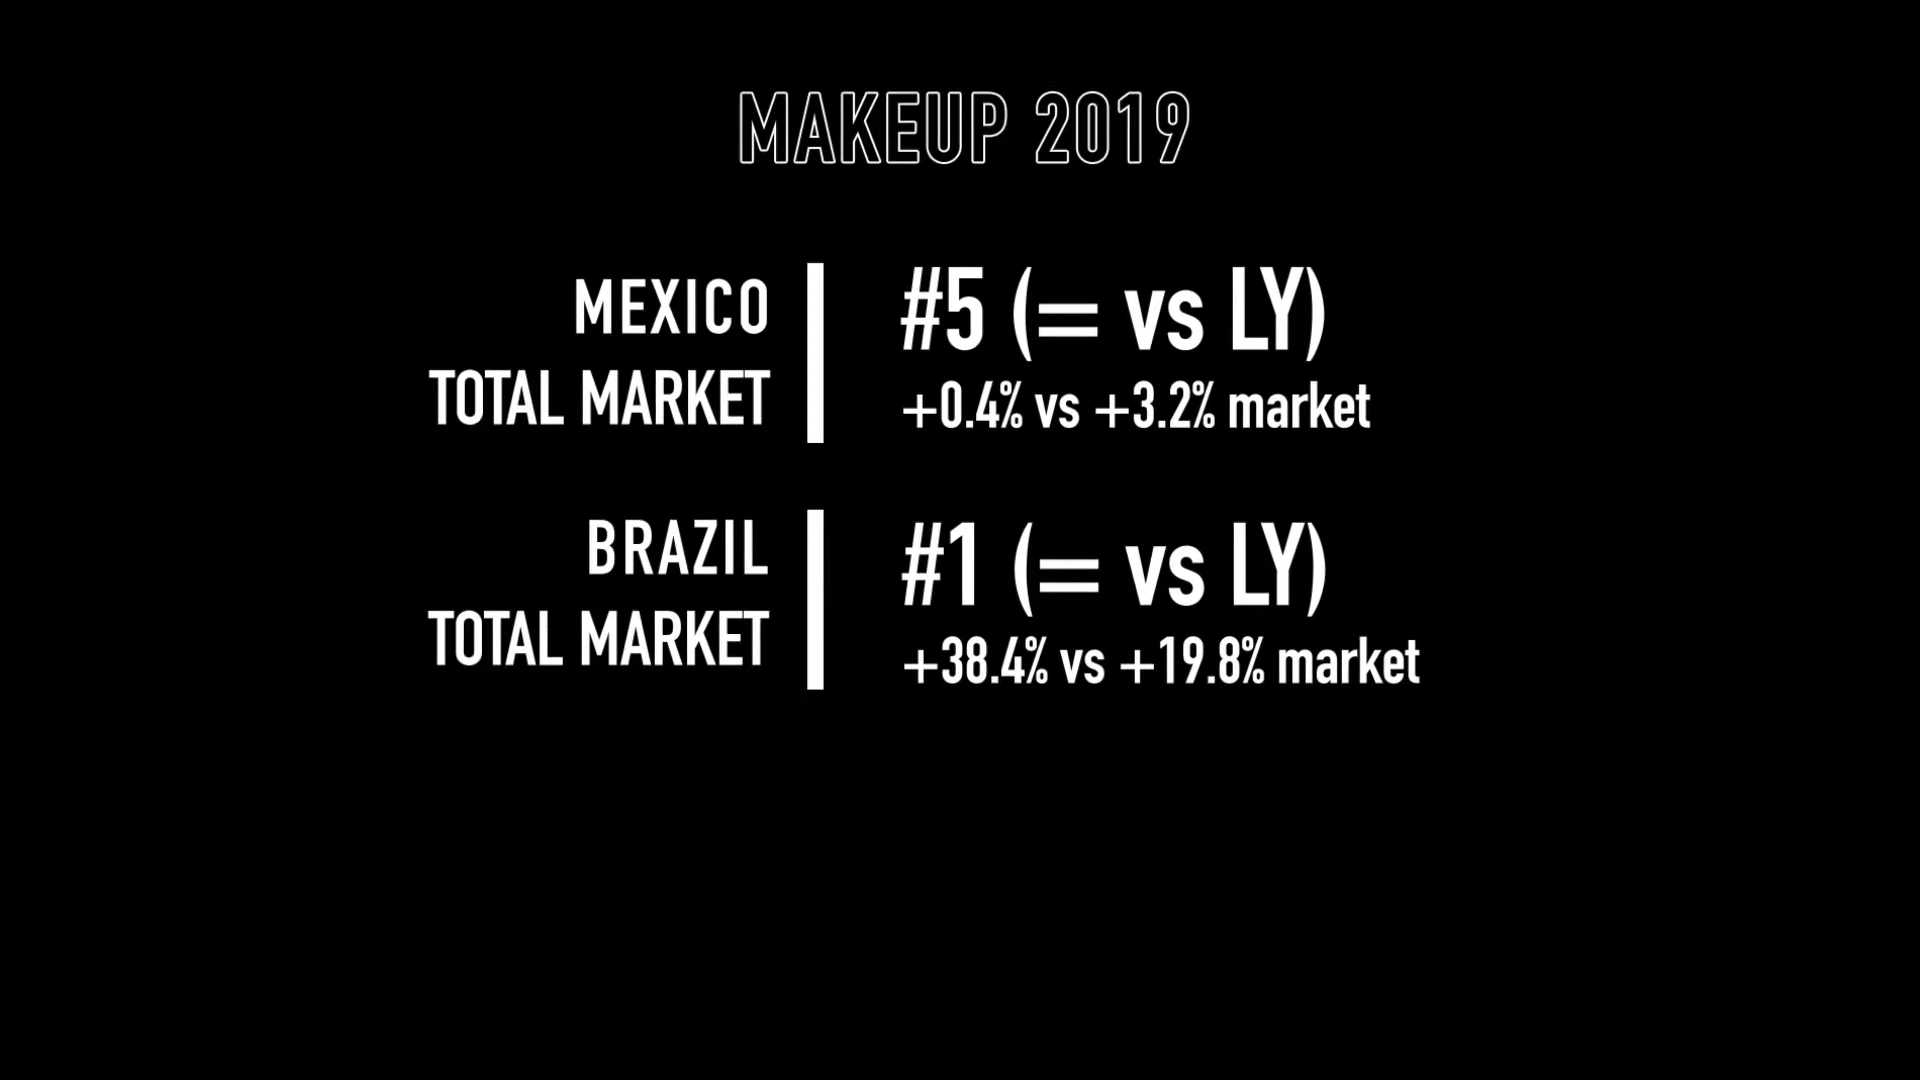 MAKEUP 2019
MEXICO
TOTAL MARKET
#5 (= vs LY)
+0.4% vs +3.2% market
BRAZIL
TOTAL MARKET
#1 (= vs LY)
+38.4% vs +19.8% market